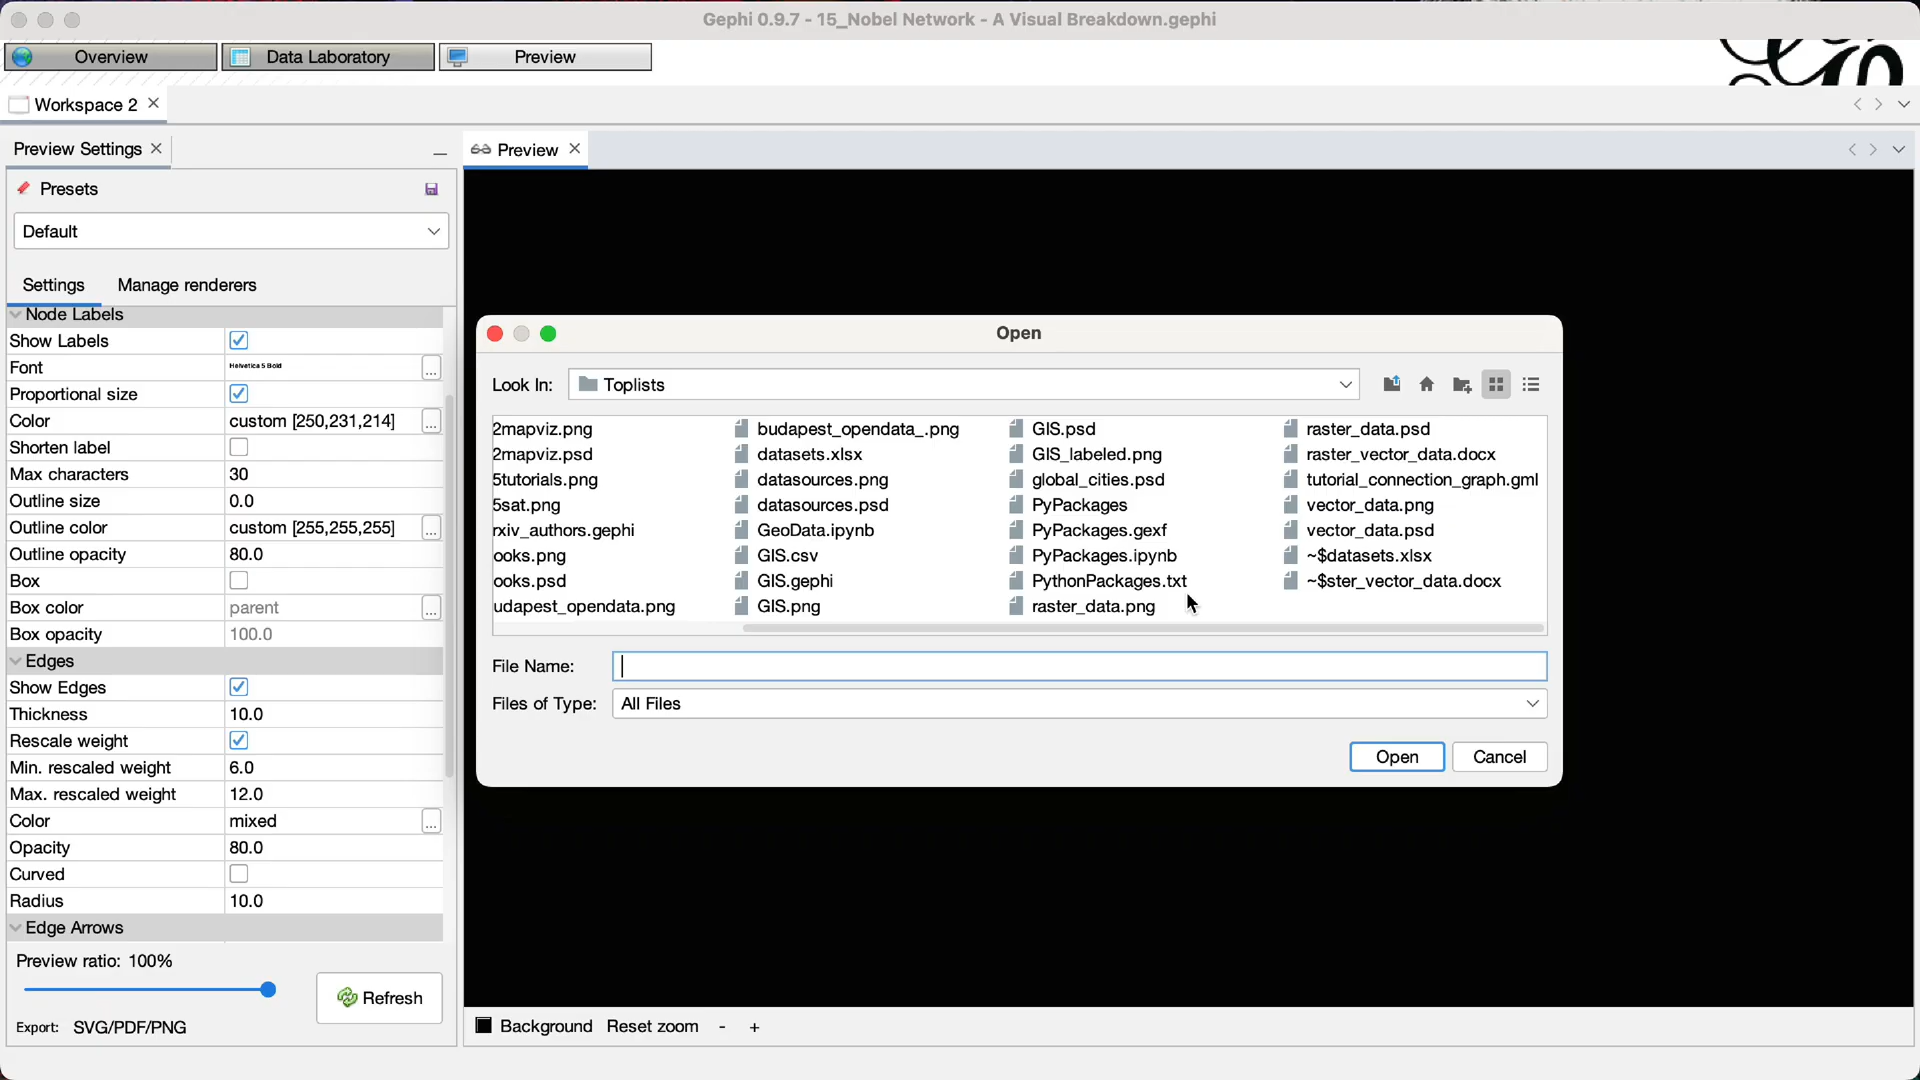 Gephi 0.9.7 - 15_Nobel Network - A Visual Breakdown.gephi
Overview
Data Laboratory
Preview
Workspace 2
Preview Settings
Presets
Default
Settings
Manage renderers
Node Labels
Show Labels
Font Helvetica 5 Bold ...
Proportional size
Color custom [250,231,214] ...
Shorten label
Max characters 30
Outline size 0.0
Outline color custom [255,255,255] ...
Outline opacity 80.0
Box
Box color parent ...
Box opacity 100.0
Edges
Show Edges
Thickness 10.0
Rescale weight
Min. rescaled weight 6.0
Max. rescaled weight 12.0
Color mixed ...
Opacity 80.0
Curved
Radius 10.0
Edge Arrows
Preview ratio: 100%
Refresh
Export: SVG/PDF/PNG
Preview
Open
Look In: Toplists
2mapviz.png
2mapviz.psd
5tutorials.png
5sat.png
rxiv_authors.gephi
ooks.png
ooks.psd
udapest_opendata.png
budapest_opendata_.png
datasets.xlsx
datasources.png
datasources.psd
GeoData.ipynb
GIS.csv
GIS.gephi
GIS.png
GIS.psd
GIS_labeled.png
global_cities.psd
PyPackages
PyPackages.gexf
PyPackages.ipynb
PythonPackages.txt
raster_data.png
raster_data.psd
raster_vector_data.docx
tutorial_connection_graph.gml
vector_data.png
vector_data.psd
~$datasets.xlsx
~$ster_vector_data.docx
File Name:
Files of Type: All Files
Open
Cancel
Background Reset zoom - +